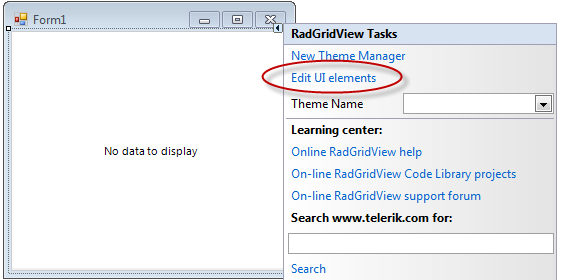 Form1
No data to display
RadGridView Tasks
New Theme Manager
Edit UI elements
Theme Name
Learning center:
Online RadGridView help
On-line RadGridView Code Library projects
On-line RadGridView support forum
Search www.telerik.com for:
Search